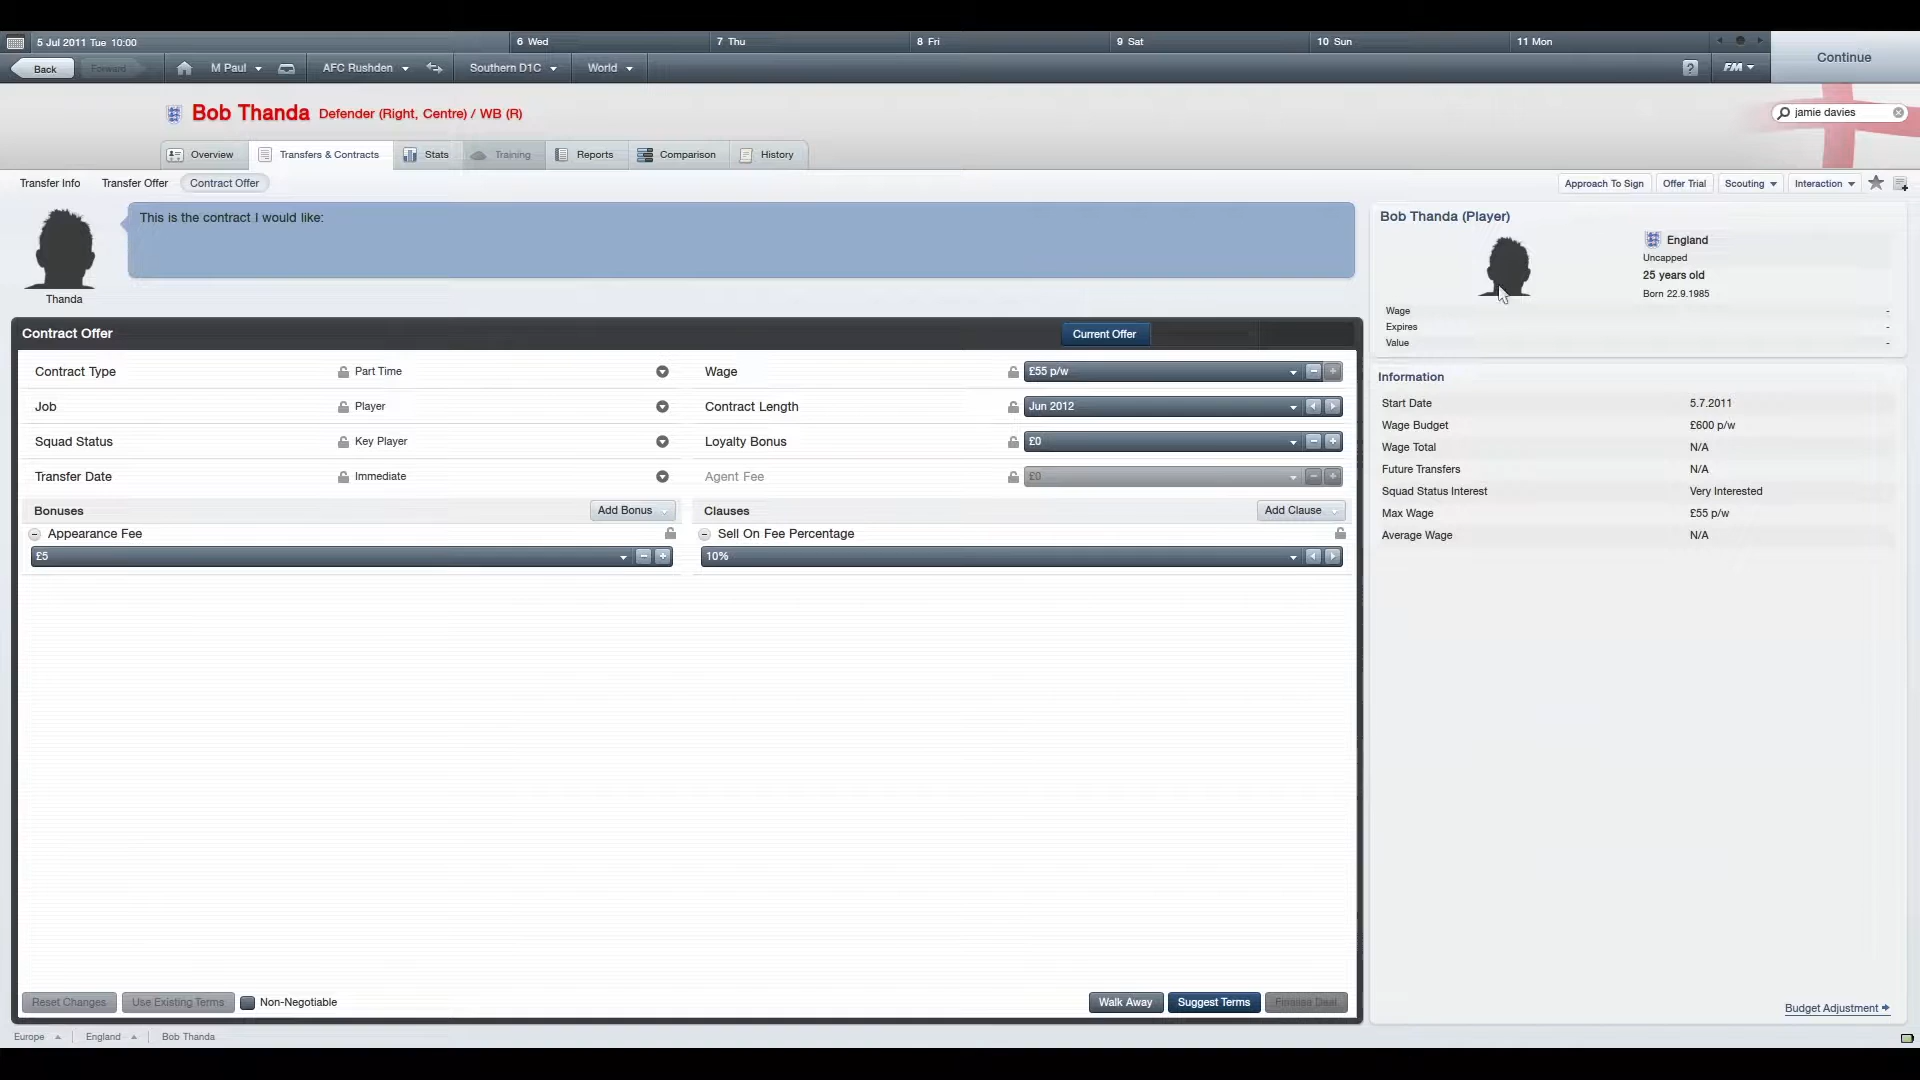 5 Jul 2011 Tue 10:00
6 Wed
7 Thu
8 Fri
9 Sat
10 Sun
11 Mon
Continue
Back
Forward
M Paul
AFC Rushden
Southern D1C
World
?
FM
Bob Thanda Defender (Right, Centre) / WB (R)
jamie davies
Overview
Transfers & Contracts
Stats
Training
Reports
Comparison
History
Transfer Info
Transfer Offer
Contract Offer
Approach To Sign
Offer Trial
Scouting
Interaction
This is the contract I would like:
Thanda
Bob Thanda (Player)
England
Uncapped
25 years old
Born 22.9.1985
Wage -
Expires -
Value -
Contract Offer
Current Offer
Contract Type Part Time
Wage £55 p/w
Job Player
Contract Length Jun 2012
Squad Status Key Player
Loyalty Bonus £0
Transfer Date Immediate
Agent Fee £0
Bonuses
Add Bonus
Clauses
Add Clause
Appearance Fee
£5
Sell On Fee Percentage
10%
Information
Start Date 5.7.2011
Wage Budget £600 p/w
Wage Total N/A
Future Transfers N/A
Squad Status Interest Very Interested
Max Wage £55 p/w
Average Wage N/A
Reset Changes
Use Existing Terms
Non-Negotiable
Walk Away
Suggest Terms
Finalise Deal
Budget Adjustment
Europe
England
Bob Thanda